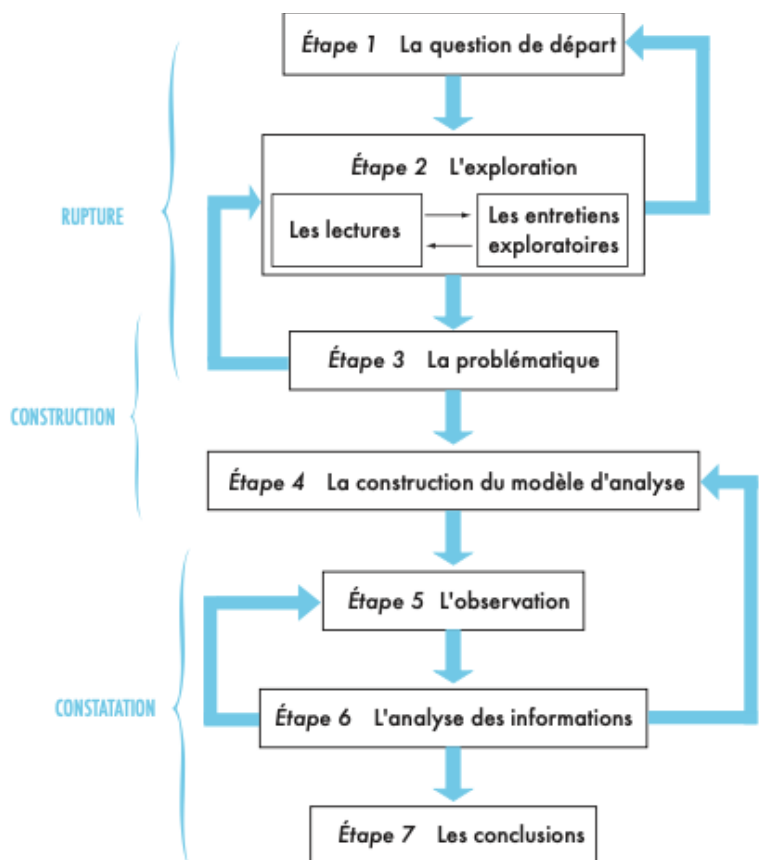 Étape 1 La question de départ
Étape 2 L'exploration
RUPTURE
Les lectures
Les entretiens
exploratoires
Étape 3 La problématique
CONSTRUCTION
Étape 4 La construction du modèle d'analyse
Étape 5 L'observation
CONSTATATION
Étape 6 L'analyse des informations
Étape 7 Les conclusions